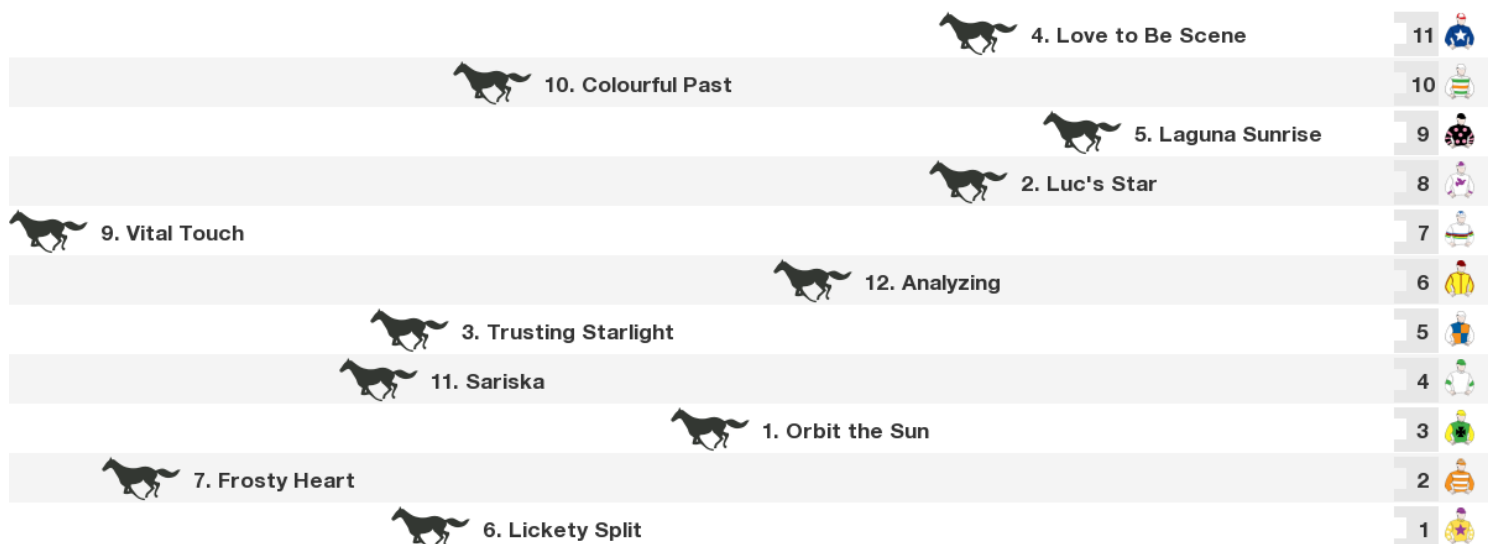 4. Love to Be Scene 11
10. Colourful Past 10
5. Laguna Sunrise 9
2. Luc's Star 8
9. Vital Touch 7
12. Analyzing 6
3. Trusting Starlight 5
11. Sariska 4
1. Orbit the Sun 3
7. Frosty Heart 2
6. Lickety Split 1